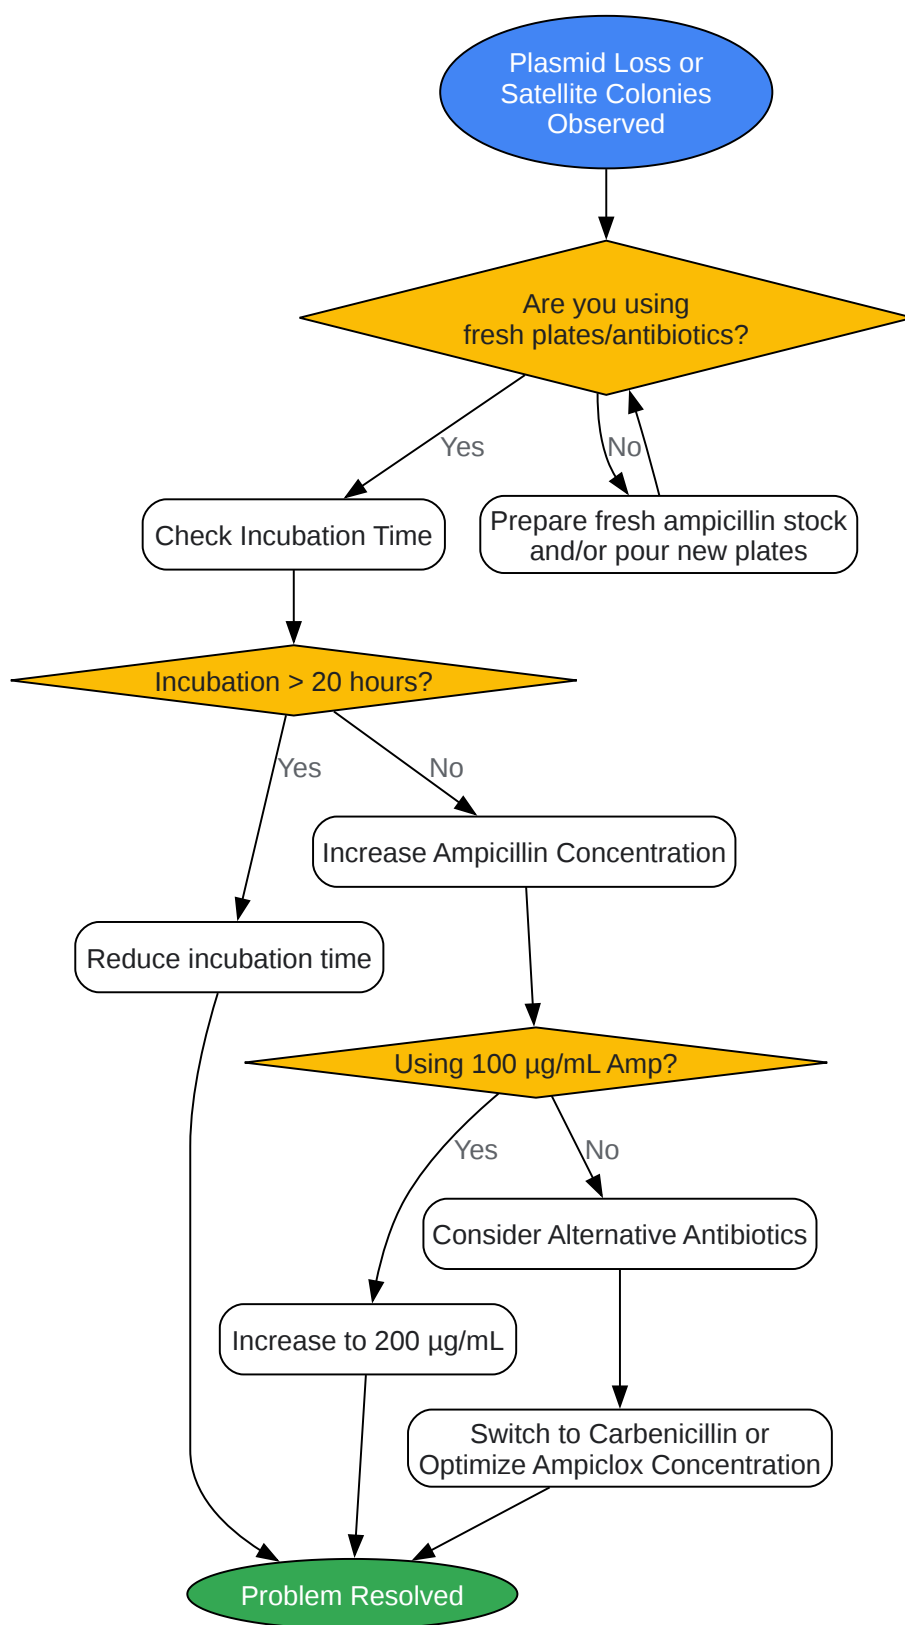 Plasmid Loss or
Satellite Colonies
Observed
Are you using
fresh plates/antibiotics?
Yes
No
Check Incubation Time
Prepare fresh ampicillin stock
and/or pour new plates
Incubation > 20 hours?
Yes
No
Increase Ampicillin Concentration
Reduce incubation time
Using 100 µg/mL Amp?
Yes
No
Consider Alternative Antibiotics
Increase to 200 µg/mL
Switch to Carbenicillin or
Optimize Ampiclox Concentration
Problem Resolved